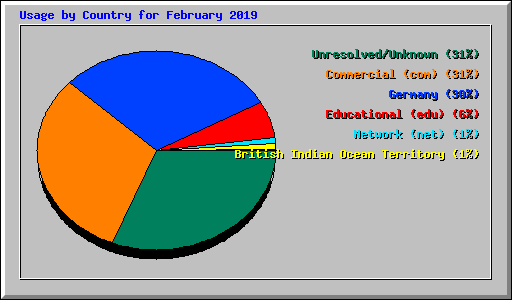 Usage by Country for February 2019
Unresolved/Unknown (31%)
Commercial (com) (31%)
Germany (30%)
Educational (edu) (6%)
Network (net) (1%)
British Indian Ocean Territory (1%)